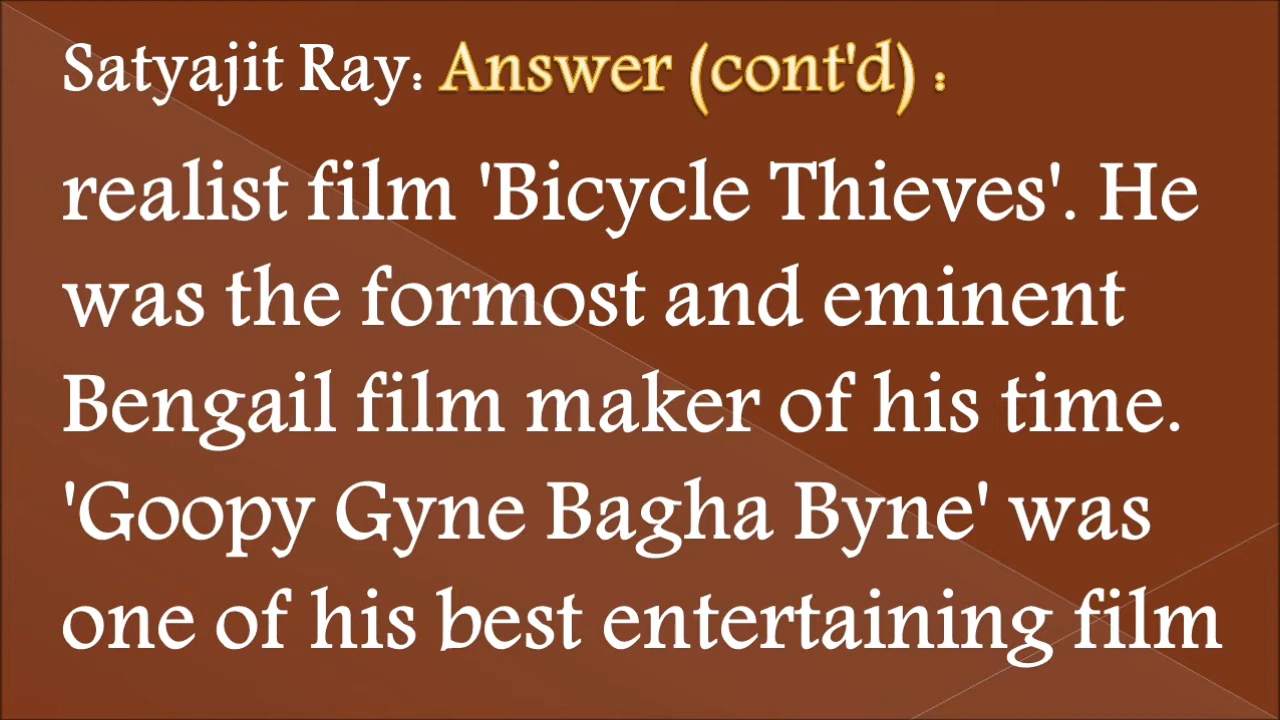 Satyajit Ray: Answer (cont'd) :
realist film 'Bicycle Thieves'. He
was the formost and eminent
Bengail film maker of his time.
'Goopy Gyne Bagha Byne' was
one of his best entertaining film